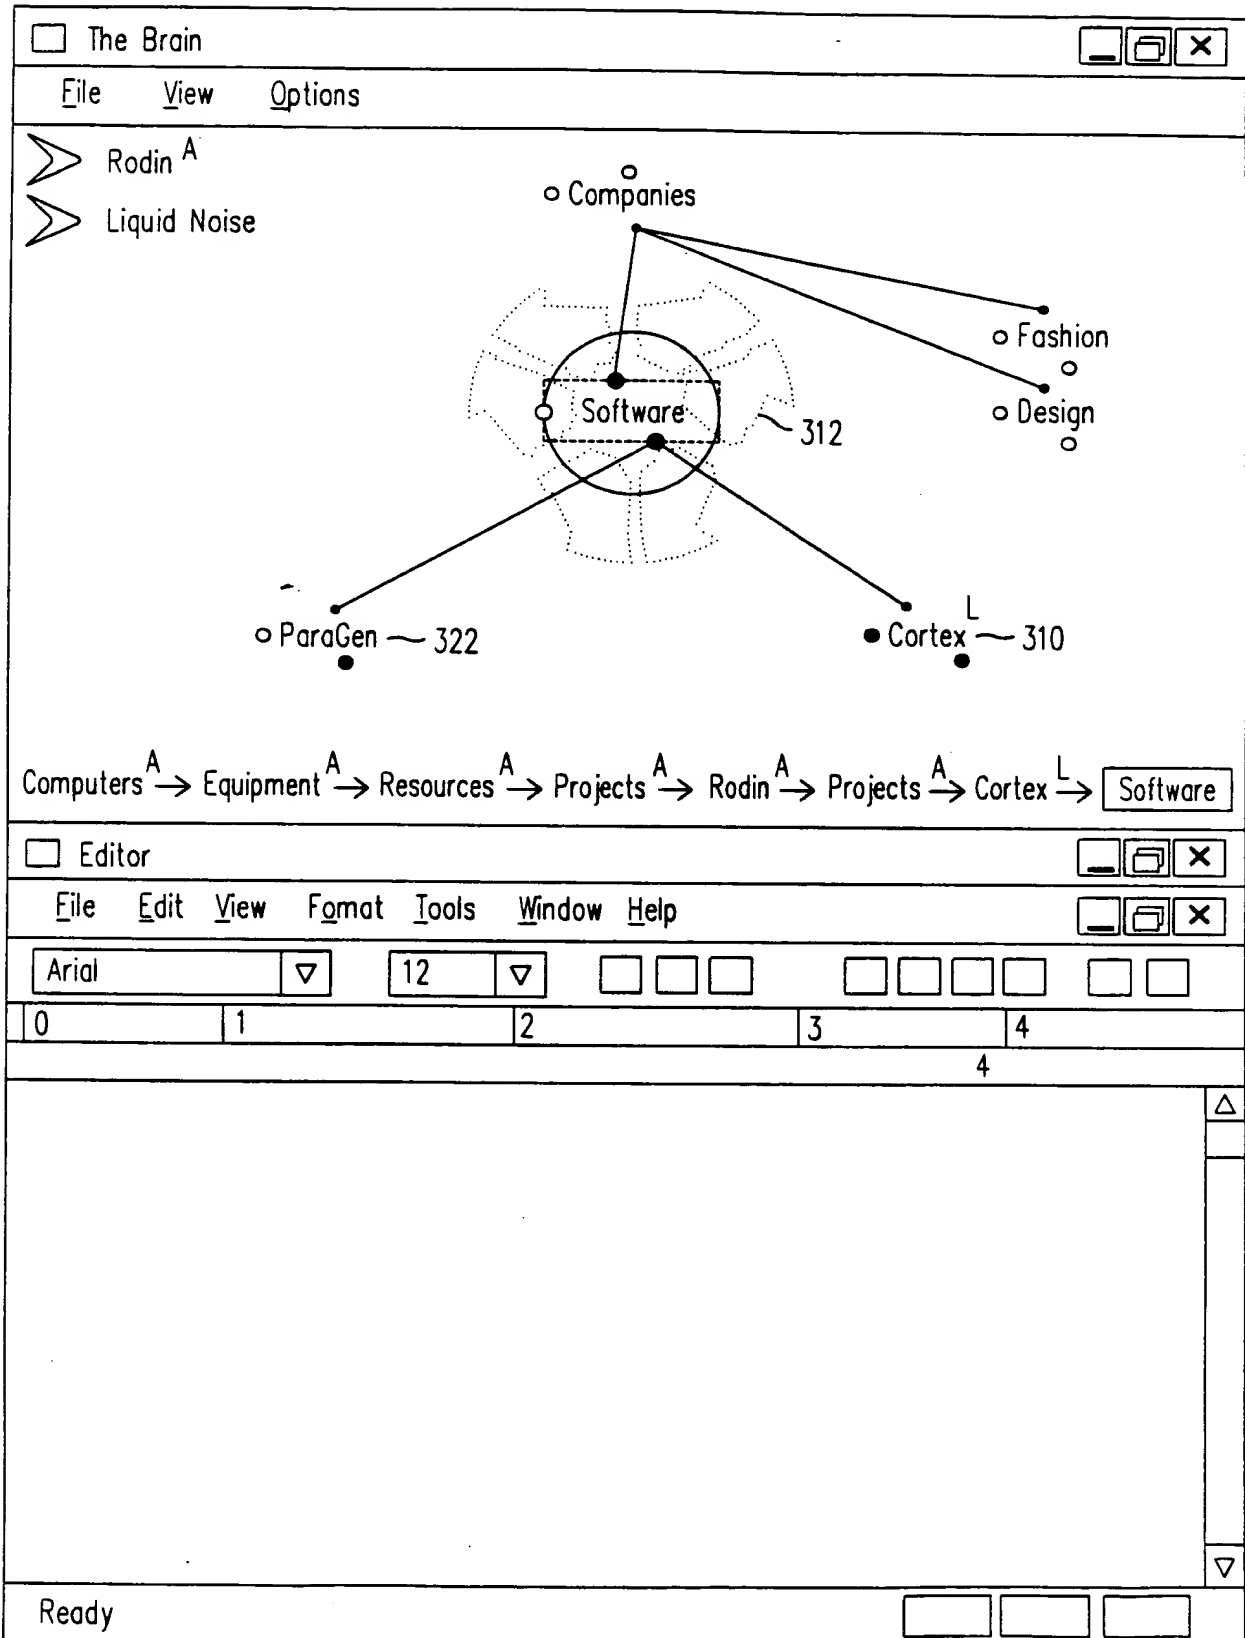 The Brain
File View Options
Rodin A
Liquid Noise
Companies
Fashion
Design
Software
312
ParaGen 322
Cortex L 310
Computers A → Equipment A → Resources A → Projects A → Rodin A → Projects A → Cortex L → Software
Editor
File Edit View Fomat Tools Window Help
Arial 12
0 1 2 3 4
4
Ready